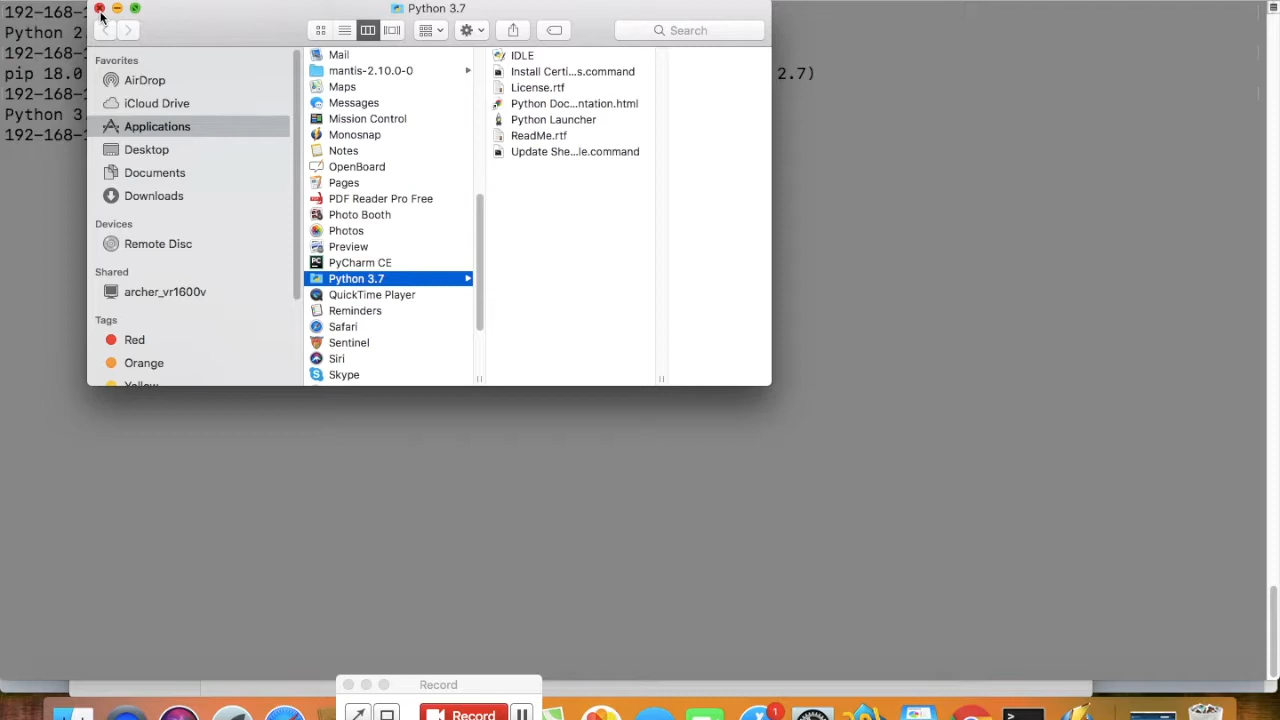 Python 3.7
192-168-
Python 2
192-168-
pip 18.0
2.7)
192-168-
Python 3
192-168-
Search
Favorites
AirDrop
iCloud Drive
Applications
Desktop
Documents
Downloads
Devices
Remote Disc
Shared
archer_vr1600v
Tags
Red
Orange
Yellow
Mail
mantis-2.10.0-0
Maps
Messages
Mission Control
Monosnap
Notes
OpenBoard
Pages
PDF Reader Pro Free
Photo Booth
Photos
Preview
PyCharm CE
Python 3.7
QuickTime Player
Reminders
Safari
Sentinel
Siri
Skype
IDLE
Install Certi...s.command
License.rtf
Python Doc...ntation.html
Python Launcher
ReadMe.rtf
Update She...le.command
Record
Record
1